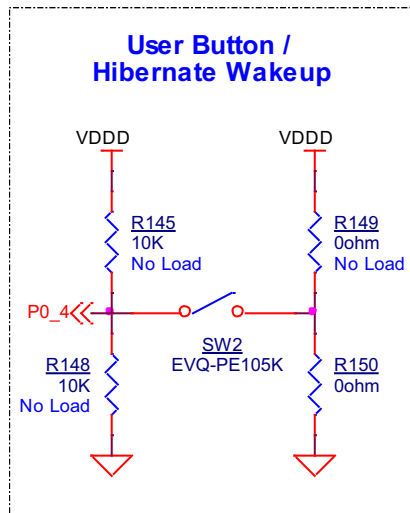 User Button /
Hibernate Wakeup
VDDD
VDDD
R145
10K
No Load
R149
0ohm
No Load
P0_4
SW2
EVQ-PE105K
R148
10K
No Load
R150
0ohm